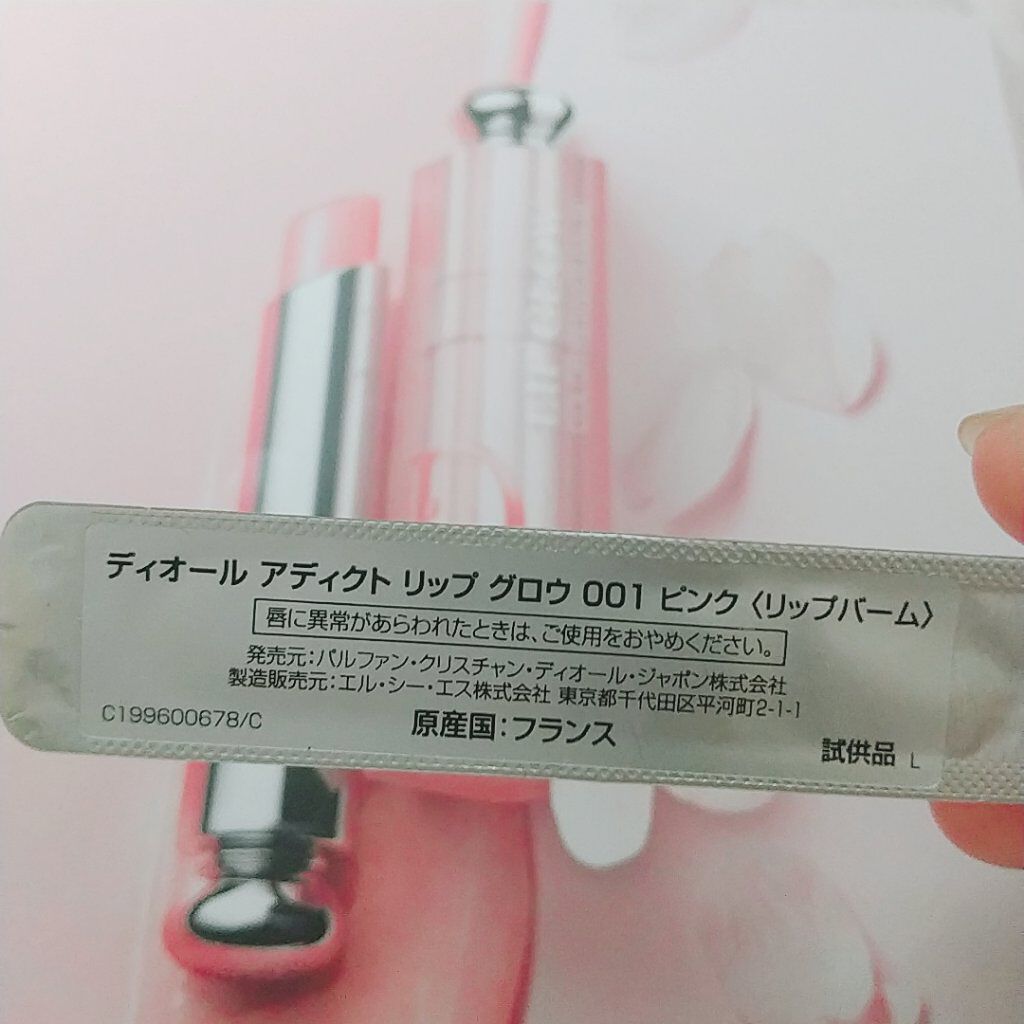 LIP GLOW
ディオール アディクト リップ グロウ 001 ピンク〈リップバーム〉
唇に異常があらわれたときは、ご使用をおやめください。
発売元：パルファン・クリスチャン・ディオール・ジャポン株式会社
製造販売元：エル・シー・エス株式会社 東京都千代田区平河町2-1-1
C199600678/C
原産国：フランス
試供品 L